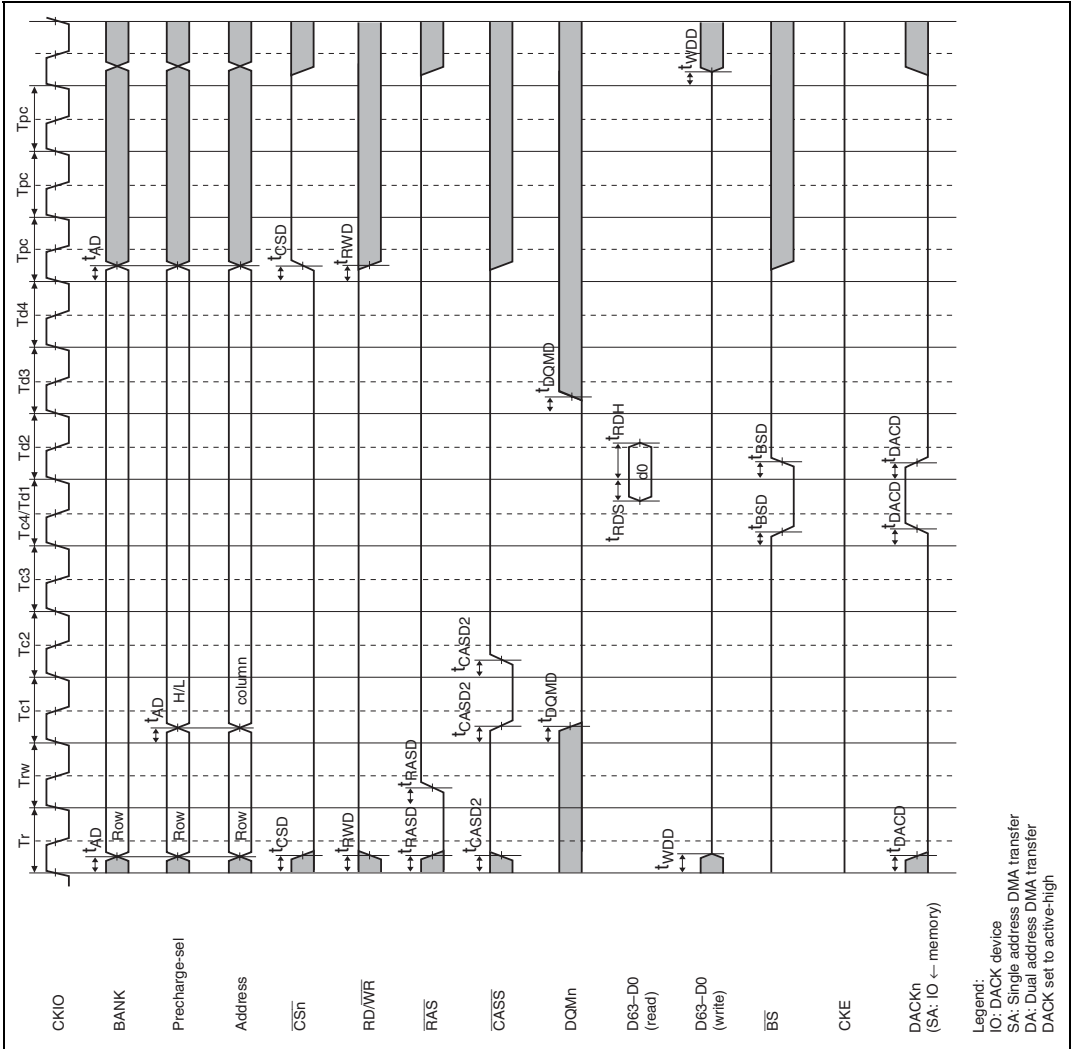 Tr Trw Tc1 Tc2 Tc3 Tc4/Td1 Td2 Td3 Td4 Tpc Tpc Tpc
CKIO
BANK tAD Row tAD
Precharge-sel Row tAD H/L
Address Row column
CSn tCSD tCSD
RD/WR tRWD tRWD
RAS tRASD tRASD
CASS tCASD2 tCASD2 tCASD2
DQMn tDQMD tDQMD
D63–D0
(read) tRDS d0 tRDH
D63–D0
(write) tWDD tWDD
BS tBSD tBSD
CKE
DACKn
(SA: IO ← memory) tDACD tDACD tDACD
Legend:
IO: DACK device
SA: Single address DMA transfer
DA: Dual address DMA transfer
DACK set to active-high